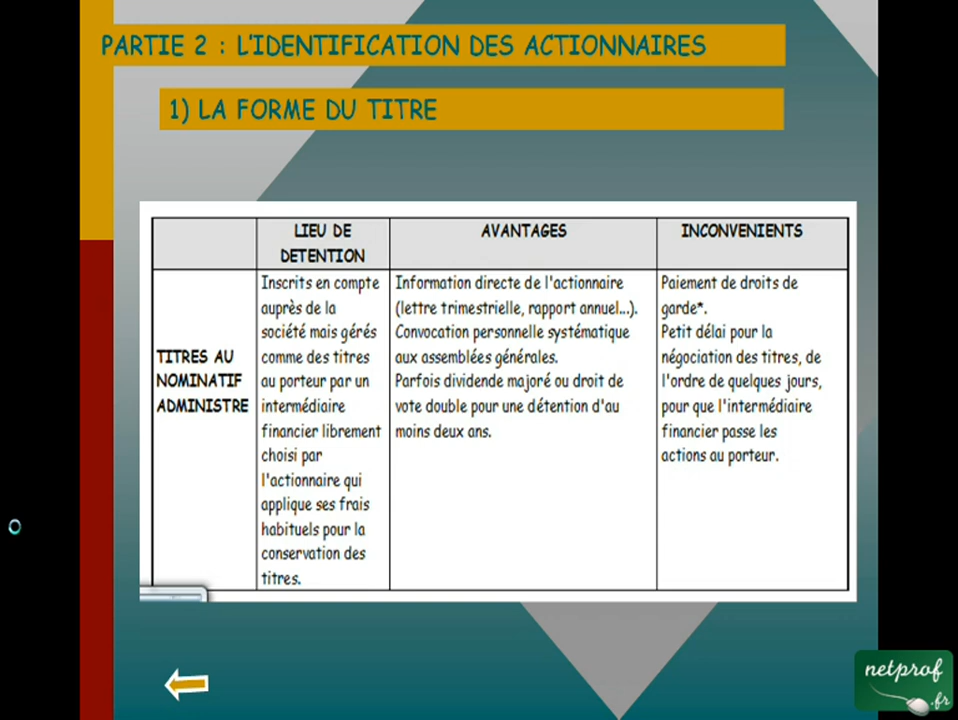 PARTIE 2 : L'IDENTIFICATION DES ACTIONNAIRES
1) LA FORME DU TITRE
LIEU DE
DETENTION
AVANTAGES
INCONVENIENTS
TITRES AU
NOMINATIF
ADMINISTRE
Inscrits en compte
auprès de la
société mais gérés
comme des titres
au porteur par un
intermédiaire
financier librement
choisi par
l'actionnaire qui
applique ses frais
habituels pour la
conservation des
titres.
Information directe de l'actionnaire
(lettre trimestrielle, rapport annuel...).
Convocation personnelle systématique
aux assemblées générales.
Parfois dividende majoré ou droit de
vote double pour une détention d'au
moins deux ans.
Paiement de droits de
garde*.
Petit délai pour la
négociation des titres, de
l'ordre de quelques jours,
pour que l'intermédiaire
financier passe les
actions au porteur.
netprof
.fr